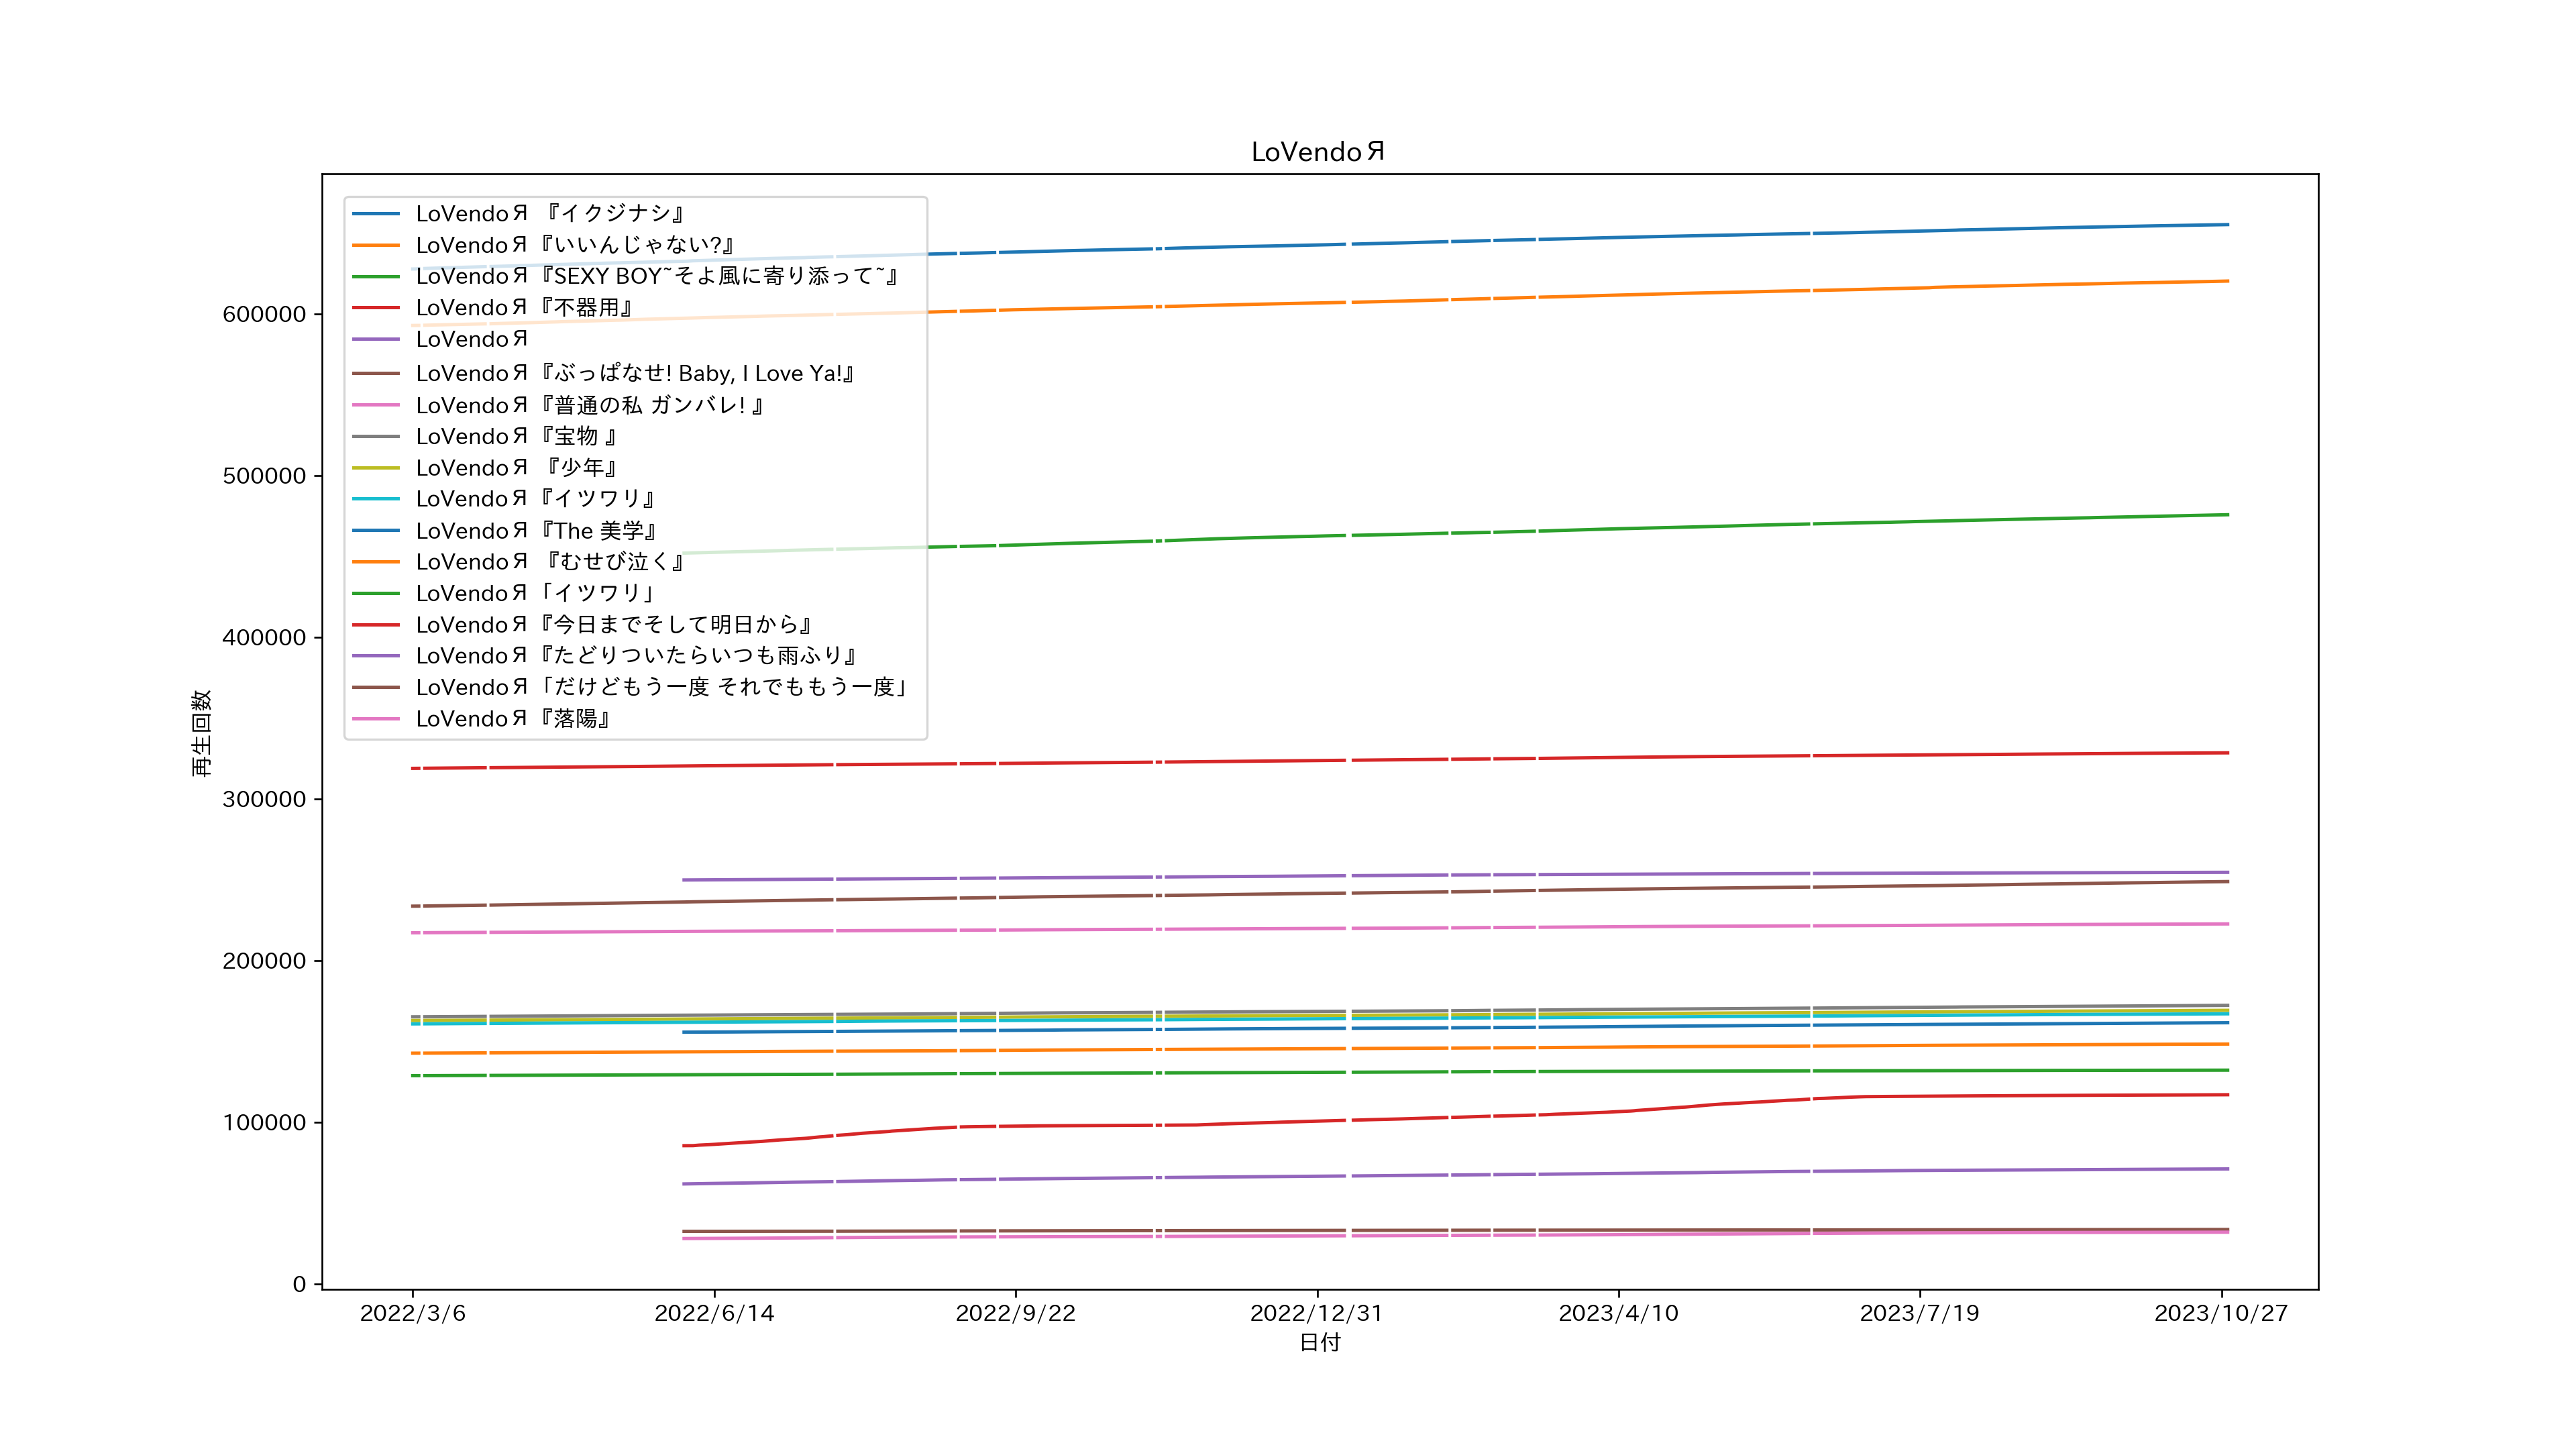 LoVendoЯ
LoVendoЯ 『イクジナシ』
LoVendoЯ『いいんじゃない?』
LoVendoЯ『SEXY BOY~そよ風に寄り添って~』
LoVendoЯ『不器用』
LoVendoЯ
LoVendoЯ『ぶっぱなせ! Baby, I Love Ya!』
LoVendoЯ『普通の私 ガンバレ! 』
LoVendoЯ『宝物 』
LoVendoЯ 『少年』
LoVendoЯ『イツワリ』
LoVendoЯ『The 美学』
LoVendoЯ 『むせび泣く』
LoVendoЯ「イツワリ」
LoVendoЯ『今日までそして明日から』
LoVendoЯ『たどりついたらいつも雨ふり』
LoVendoЯ「だけどもう一度 それでももう一度」
LoVendoЯ『落陽』
再生回数
600000
500000
400000
300000
200000
100000
0
2022/3/6 2022/6/14 2022/9/22 2022/12/31 2023/4/10 2023/7/19 2023/10/27
日付